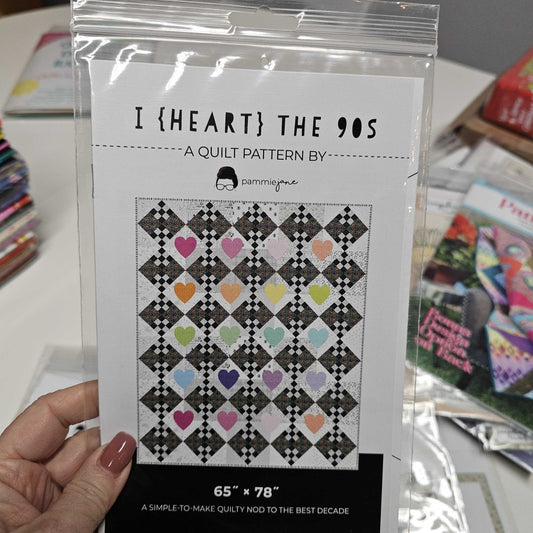 I {HEART} THE 90S
A QUILT PATTERN BY
pammiejane
65" × 78"
A SIMPLE-TO-MAKE QUILTY NOD TO THE BEST DECADE